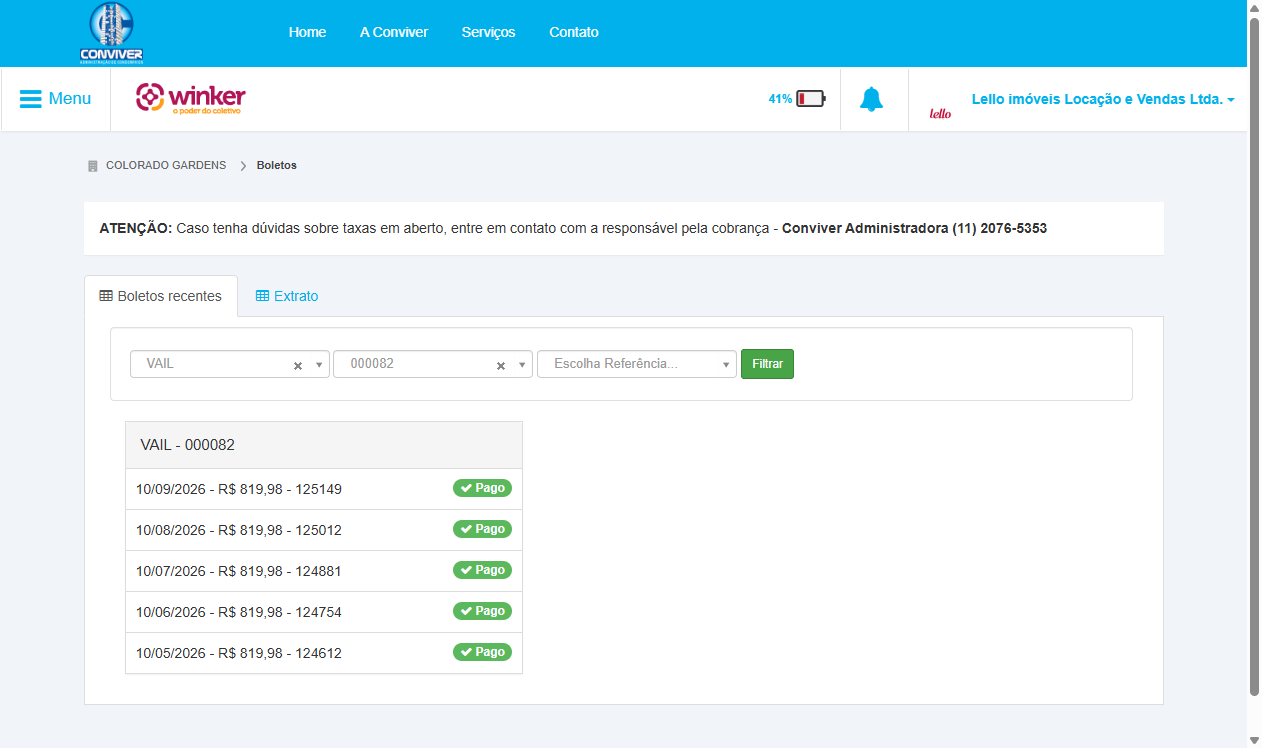 Home A Conviver Serviços Contato
CONVIVER
ADMINISTRAÇÃO DE CONDOMÍNIOS
Menu winker 41% Lello imóveis Locação e Vendas Ltda.
o poder do coletivo
lello
COLORADO GARDENS > Boletos
ATENÇÃO: Caso tenha dúvidas sobre taxas em aberto, entre em contato com a responsável pela cobrança - Conviver Administradora (11) 2076-5353
Boletos recentes Extrato
VAIL × 000082 × Escolha Referência... Filtrar
VAIL - 000082
10/09/2026 - R$ 819,98 - 125149 Pago
10/08/2026 - R$ 819,98 - 125012 Pago
10/07/2026 - R$ 819,98 - 124881 Pago
10/06/2026 - R$ 819,98 - 124754 Pago
10/05/2026 - R$ 819,98 - 124612 Pago